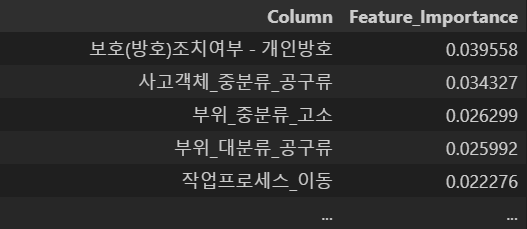 Column Feature_Importance
보호(방호)조치여부 - 개인방호 0.039558
사고객체_중분류_공구류 0.034327
부위_중분류_고소 0.026299
부위_대분류_공구류 0.025992
작업프로세스_이동 0.022276
... ...